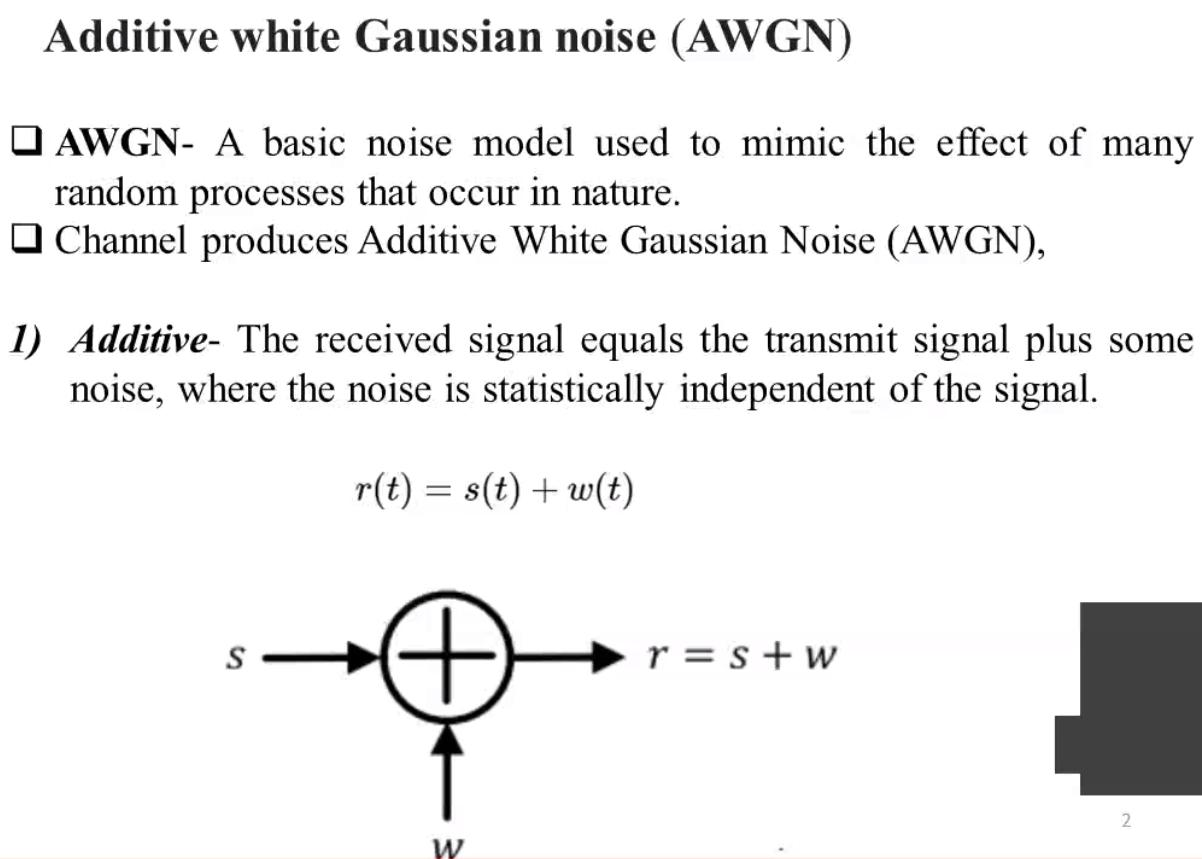 Additive white Gaussian noise (AWGN)
❑ AWGN- A basic noise model used to mimic the effect of many
random processes that occur in nature.
❑ Channel produces Additive White Gaussian Noise (AWGN),
1) Additive- The received signal equals the transmit signal plus some
noise, where the noise is statistically independent of the signal.
r(t) = s(t) + w(t)
s
r = s + w
w
2